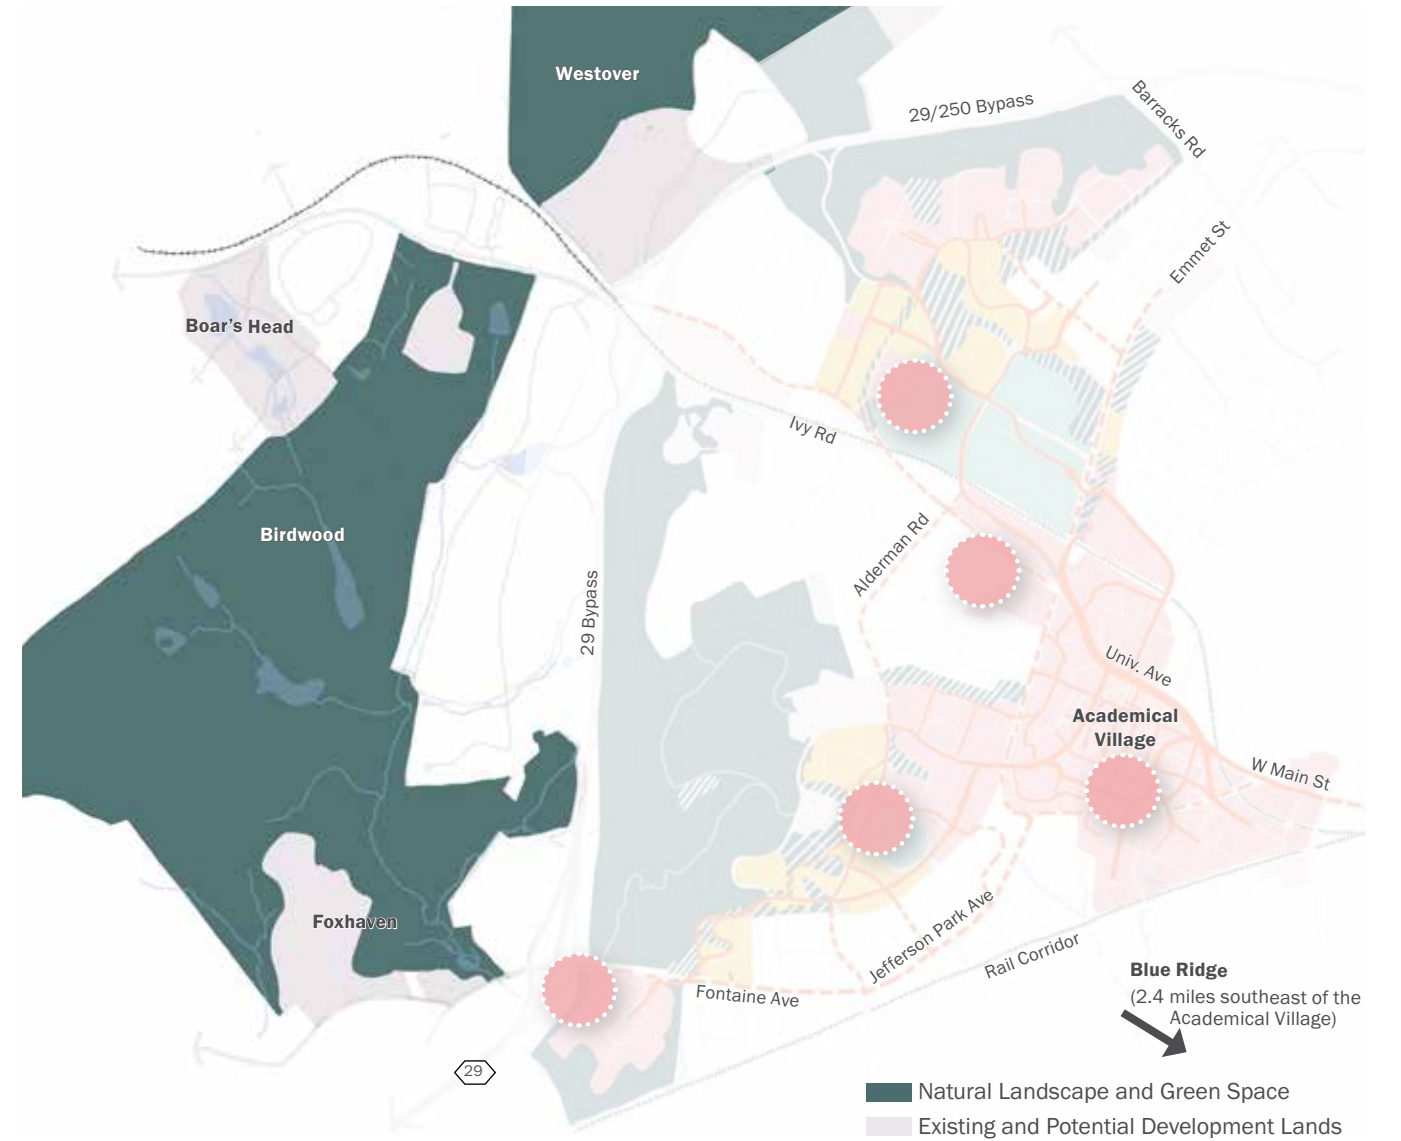 Westover
29/250 Bypass
Barracks Rd
Emmet St
Boar's Head
Ivy Rd
Birdwood
Alderman Rd
29 Bypass
Univ. Ave
Academical
Village
W Main St
Foxhaven
Jefferson Park Ave
Rail Corridor
Fontaine Ave
Blue Ridge
(2.4 miles southeast of the
Academical Village)
29
Natural Landscape and Green Space
Existing and Potential Development Lands